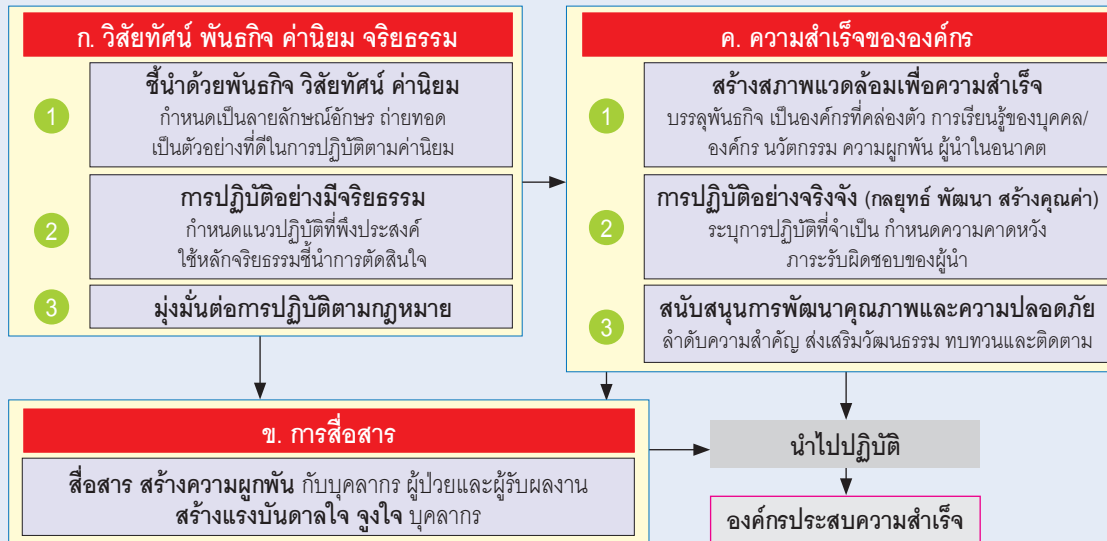 ก. วิสัยทัศน์ พันธกิจ ค่านิยม จริยธรรม
1
ชี้นำด้วยพันธกิจ วิสัยทัศน์ ค่านิยม
กำหนดเป็นลายลักษณ์อักษร ถ่ายทอด
เป็นตัวอย่างที่ดีในการปฏิบัติตามค่านิยม
2
การปฏิบัติอย่างมีจริยธรรม
กำหนดแนวปฏิบัติที่พึงประสงค์
ใช้หลักจริยธรรมชี้นำการตัดสินใจ
3
มุ่งมั่นต่อการปฏิบัติตามกฎหมาย
ค. ความสำเร็จขององค์กร
1
สร้างสภาพแวดล้อมเพื่อความสำเร็จ
บรรลุพันธกิจ เป็นองค์กรที่คล่องตัว การเรียนรู้ของบุคคล/
องค์กร นวัตกรรม ความผูกพัน ผู้นำในอนาคต
2
การปฏิบัติอย่างจริงจัง (กลยุทธ์ พัฒนา สร้างคุณค่า)
ระบุการปฏิบัติที่จำเป็น กำหนดความคาดหวัง
ภาระรับผิดชอบของผู้นำ
3
สนับสนุนการพัฒนาคุณภาพและความปลอดภัย
ลำดับความสำคัญ ส่งเสริมวัฒนธรรม ทบทวนและติดตาม
ข. การสื่อสาร
สื่อสาร สร้างความผูกพัน กับบุคลากร ผู้ป่วยและผู้รับผลงาน
สร้างแรงบันดาลใจ จูงใจ บุคลากร
นำไปปฏิบัติ
องค์กรประสบความสำเร็จ